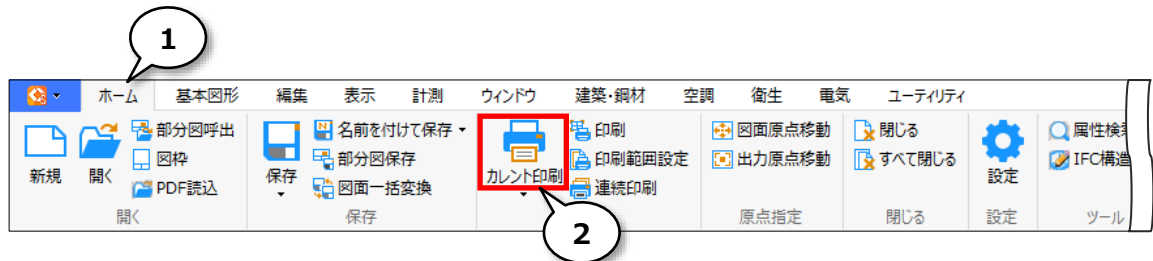 1
ホーム 基本図形 編集 表示 計測 ウィンドウ 建築・鋼材 空調 衛生 電気 ユーティリティ
部分図呼出 名前を付けて保存 印刷 図面原点移動 閉じる 属性検索
図枠 部分図保存 印刷範囲設定 出力原点移動 すべて閉じる IFC構造
新規 開く PDF読込 保存 図面一括変換 カレント印刷 連続印刷 設定
開く 保存 原点指定 閉じる 設定 ツール
2